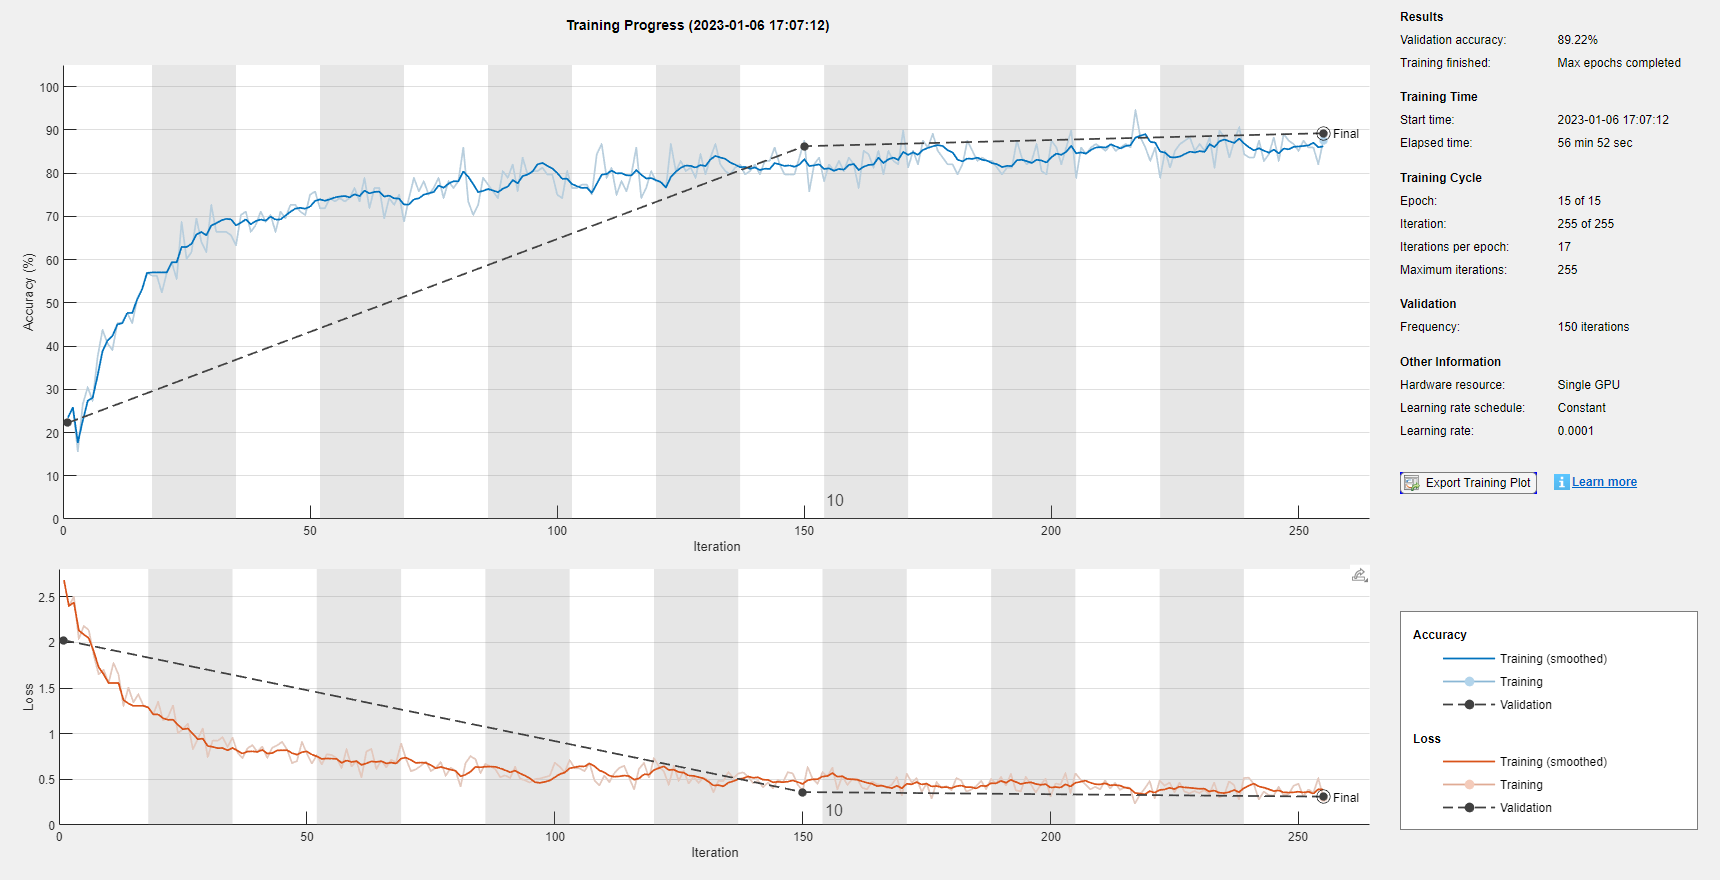 Training Progress (2023-01-06 17:07:12)
100
90
80
70
60
50
40
30
20
10
0
Accuracy (%)
Final
10
0
50
100
150
200
250
Iteration
2.5
2
1.5
1
0.5
0
Loss
Final
10
0
50
100
150
200
250
Iteration
Results
Validation accuracy: 89.22%
Training finished: Max epochs completed
Training Time
Start time: 2023-01-06 17:07:12
Elapsed time: 56 min 52 sec
Training Cycle
Epoch: 15 of 15
Iteration: 255 of 255
Iterations per epoch: 17
Maximum iterations: 255
Validation
Frequency: 150 iterations
Other Information
Hardware resource: Single GPU
Learning rate schedule: Constant
Learning rate: 0.0001
Export Training Plot
i Learn more
Accuracy
Training (smoothed)
Training
Validation
Loss
Training (smoothed)
Training
Validation